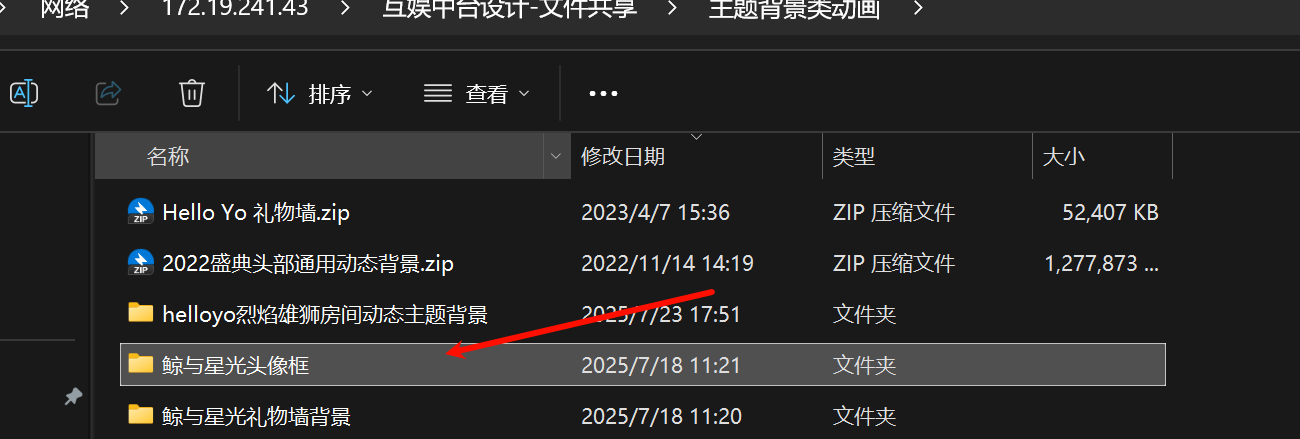 网络 > 172.19.241.43 > 互娱中台设计-文件共享 > 主题背景类动画 >
排序 查看
名称 修改日期 类型 大小
ZIP Hello Yo 礼物墙.zip 2023/4/7 15:36 ZIP 压缩文件 52,407 KB
ZIP 2022盛典头部通用动态背景.zip 2022/11/14 14:19 ZIP 压缩文件 1,277,873 ...
helloyo烈焰雄狮房间动态主题背景 2025/7/23 17:51 文件夹
鲸与星光头像框 2025/7/18 11:21 文件夹
鲸与星光礼物墙背景 2025/7/18 11:20 文件夹